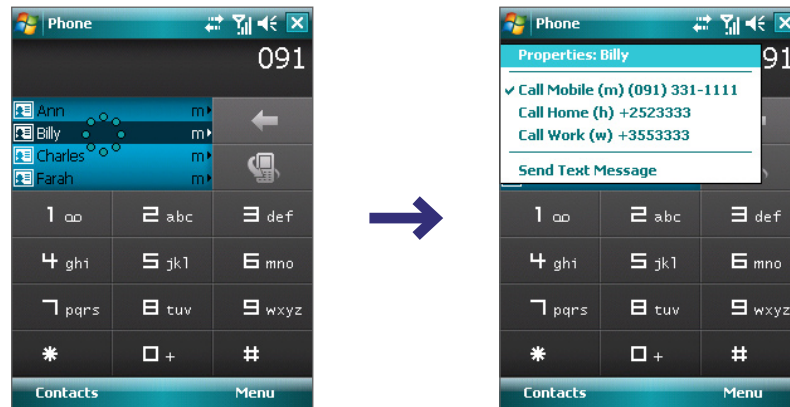 Phone
091
Ann m
Billy m
Charles m
Farah m
1 2 abc 3 def
4 ghi 5 jkl 6 mno
7 pqrs 8 tuv 9 wxyz
* 0 + #
Contacts Menu
Phone
Properties: Billy 91
Call Mobile (m) (091) 331-1111
Call Home (h) +2523333
Call Work (w) +3553333
Send Text Message
1 2 abc 3 def
4 ghi 5 jkl 6 mno
7 pqrs 8 tuv 9 wxyz
* 0 + #
Contacts Menu